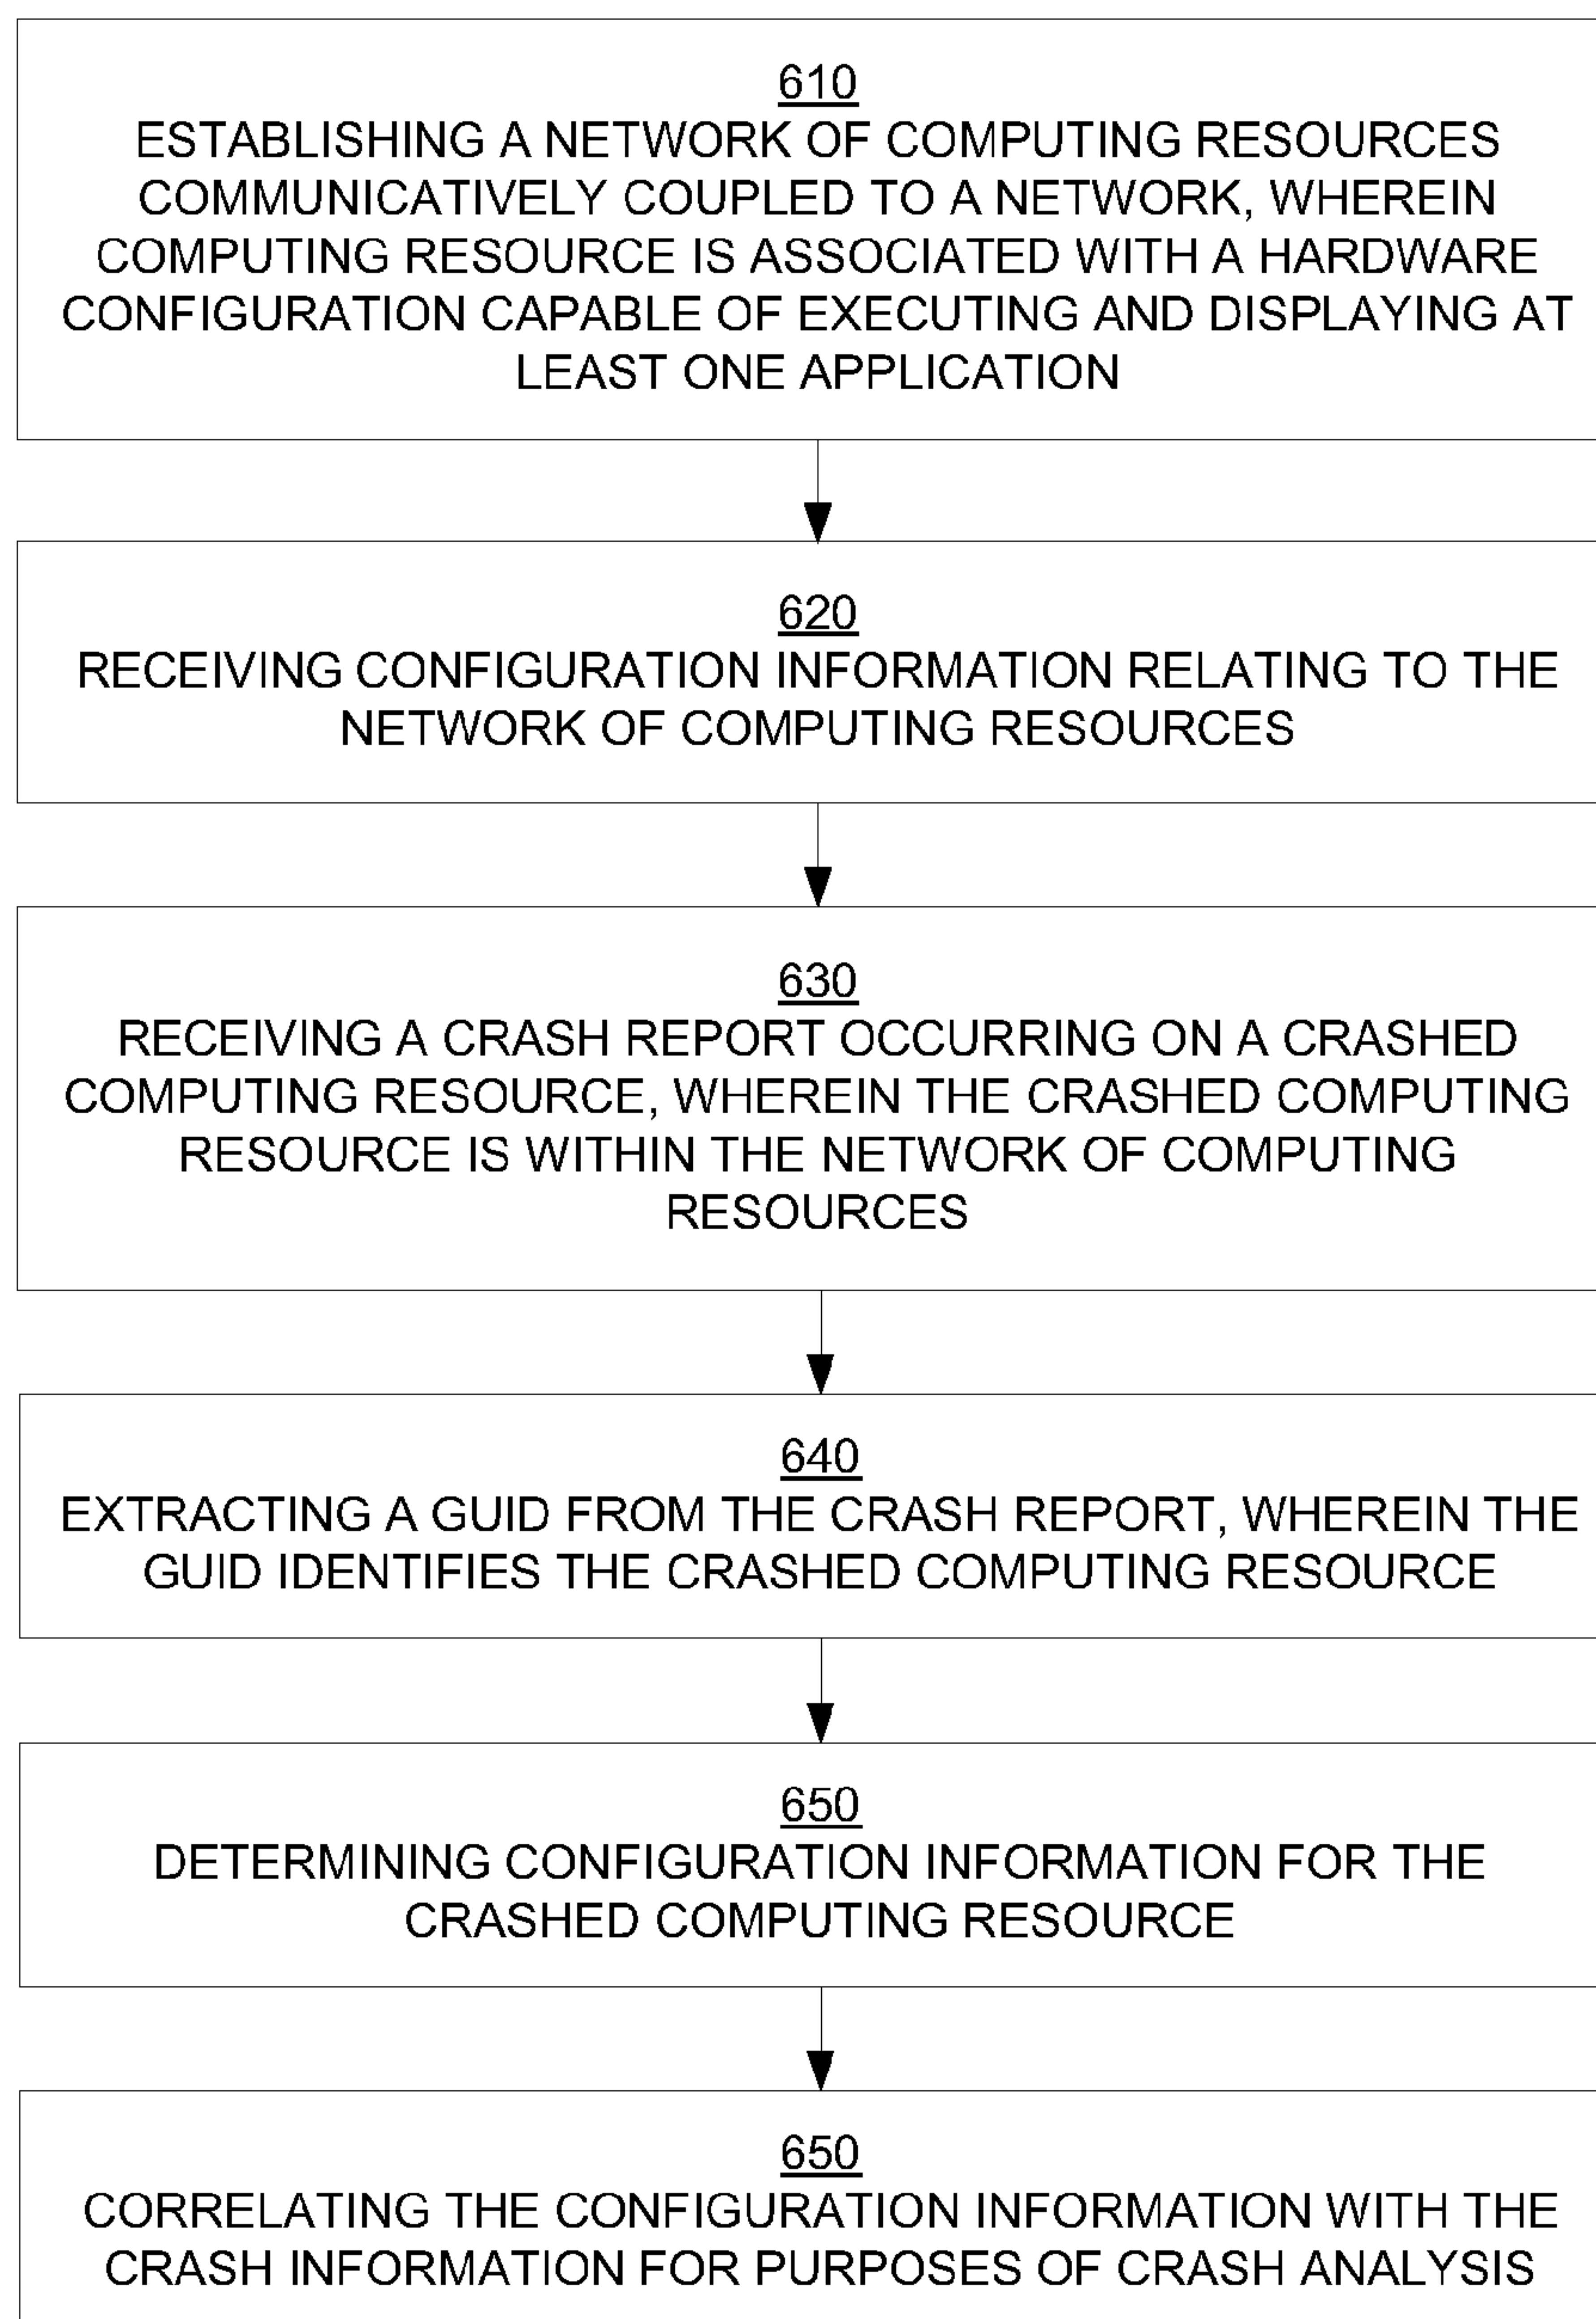 610
ESTABLISHING A NETWORK OF COMPUTING RESOURCES
COMMUNICATIVELY COUPLED TO A NETWORK, WHEREIN
COMPUTING RESOURCE IS ASSOCIATED WITH A HARDWARE
CONFIGURATION CAPABLE OF EXECUTING AND DISPLAYING AT
LEAST ONE APPLICATION
620
RECEIVING CONFIGURATION INFORMATION RELATING TO THE
NETWORK OF COMPUTING RESOURCES
630
RECEIVING A CRASH REPORT OCCURRING ON A CRASHED
COMPUTING RESOURCE, WHEREIN THE CRASHED COMPUTING
RESOURCE IS WITHIN THE NETWORK OF COMPUTING
RESOURCES
640
EXTRACTING A GUID FROM THE CRASH REPORT, WHEREIN THE
GUID IDENTIFIES THE CRASHED COMPUTING RESOURCE
650
DETERMINING CONFIGURATION INFORMATION FOR THE
CRASHED COMPUTING RESOURCE
650
CORRELATING THE CONFIGURATION INFORMATION WITH THE
CRASH INFORMATION FOR PURPOSES OF CRASH ANALYSIS